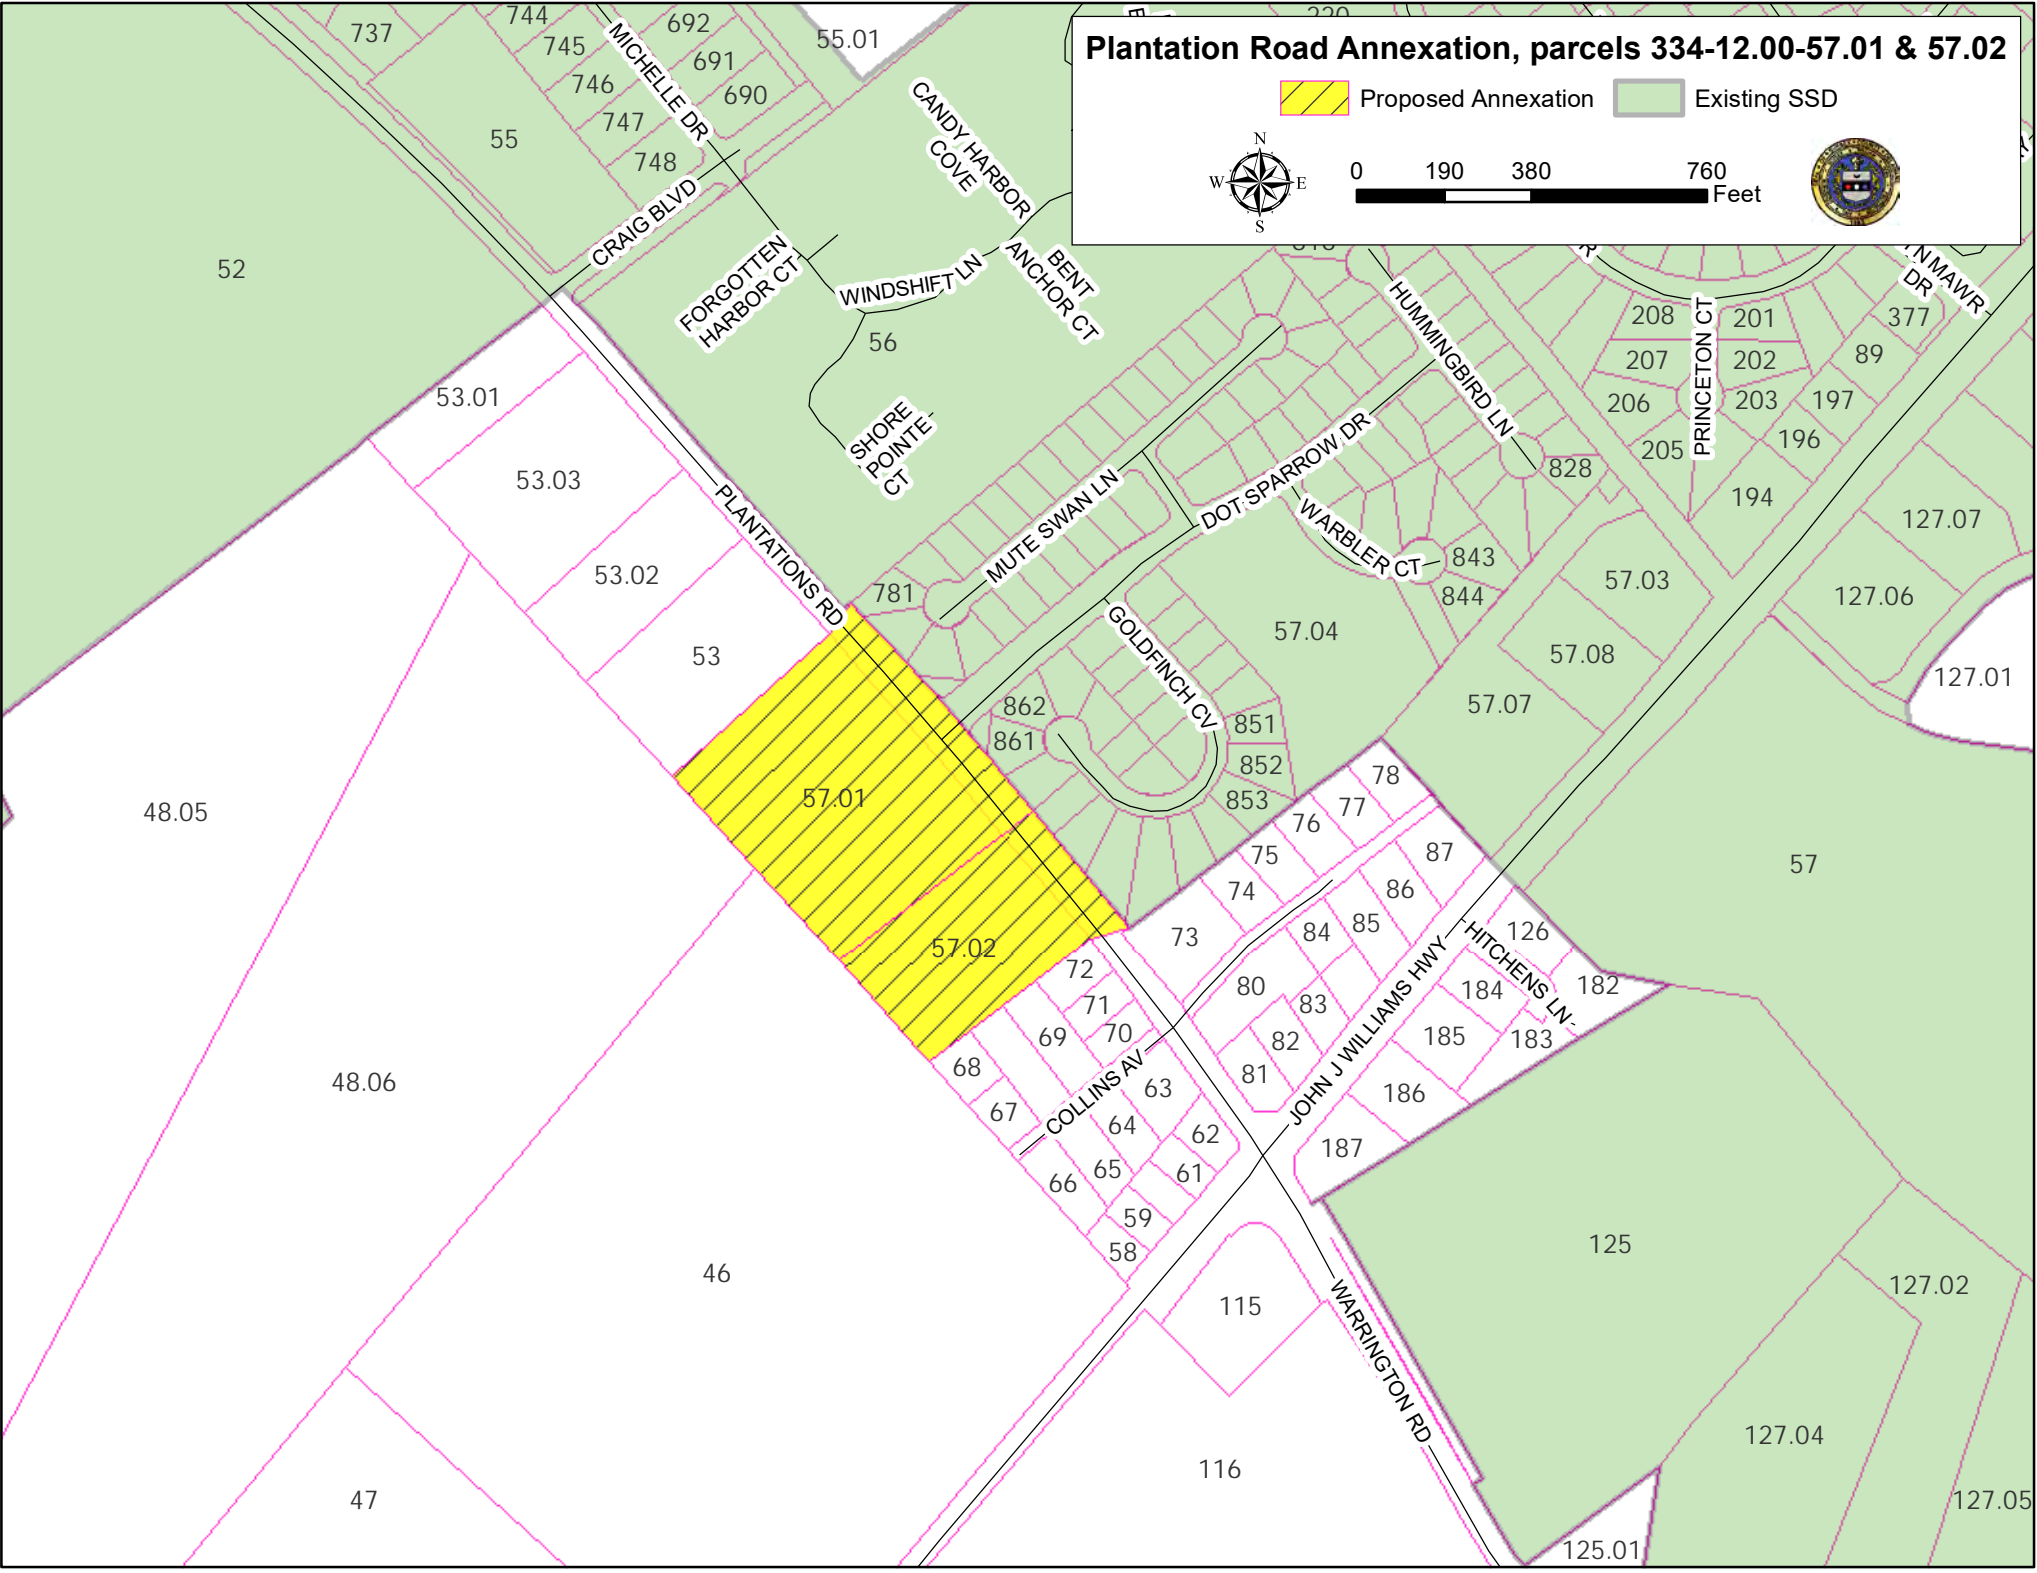 Plantation Road Annexation, parcels 334-12.00-57.01 & 57.02
Proposed Annexation
Existing SSD
N
W
E
S
0 190 380 760
Feet
737
744
745
746
747
748
692
691
690
55.01
MICHELLE DR
55
52
CRAIG BLVD
CANDY HARBOR
COVE
FORGOTTEN
HARBOR CT
WINDSHIFT LN
BENT
ANCHOR CT
56
SHORE
POINTE
CT
HUMMINGBIRD LN
208
201
207
202
206
203
205
PRINCETON CT
377
89
197
196
194
DR
53.01
53.03
53.02
53
PLANTATIONS RD
MUTE SWAN LN
DOT SPARROW DR
WARBLER CT
828
843
844
781
GOLDFINCH CV
57.04
57.03
57.08
57.07
127.07
127.06
127.01
862
861
851
852
853
57.01
57.02
48.05
48.06
46
47
78
77
76
75
74
73
87
86
85
84
80
83
82
81
72
71
70
69
68
67
66
65
64
63
62
61
59
58
COLLINS AV
JOHN J WILLIAMS HWY
HITCHENS LN
126
182
184
185
183
186
187
57
125
115
116
WARRINGTON RD
127.02
127.04
127.05
125.01